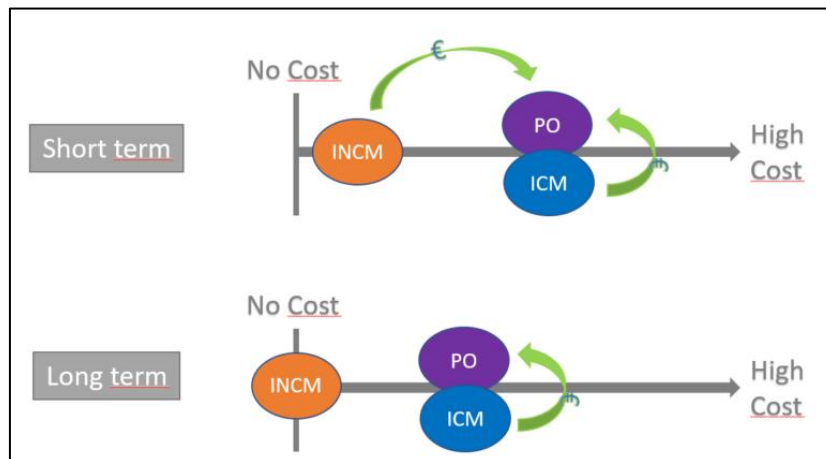 €
No Cost
PO
Short term
INCM
High
Cost
ICM
€
No Cost
PO
Long term
INCM
High
Cost
ICM
€